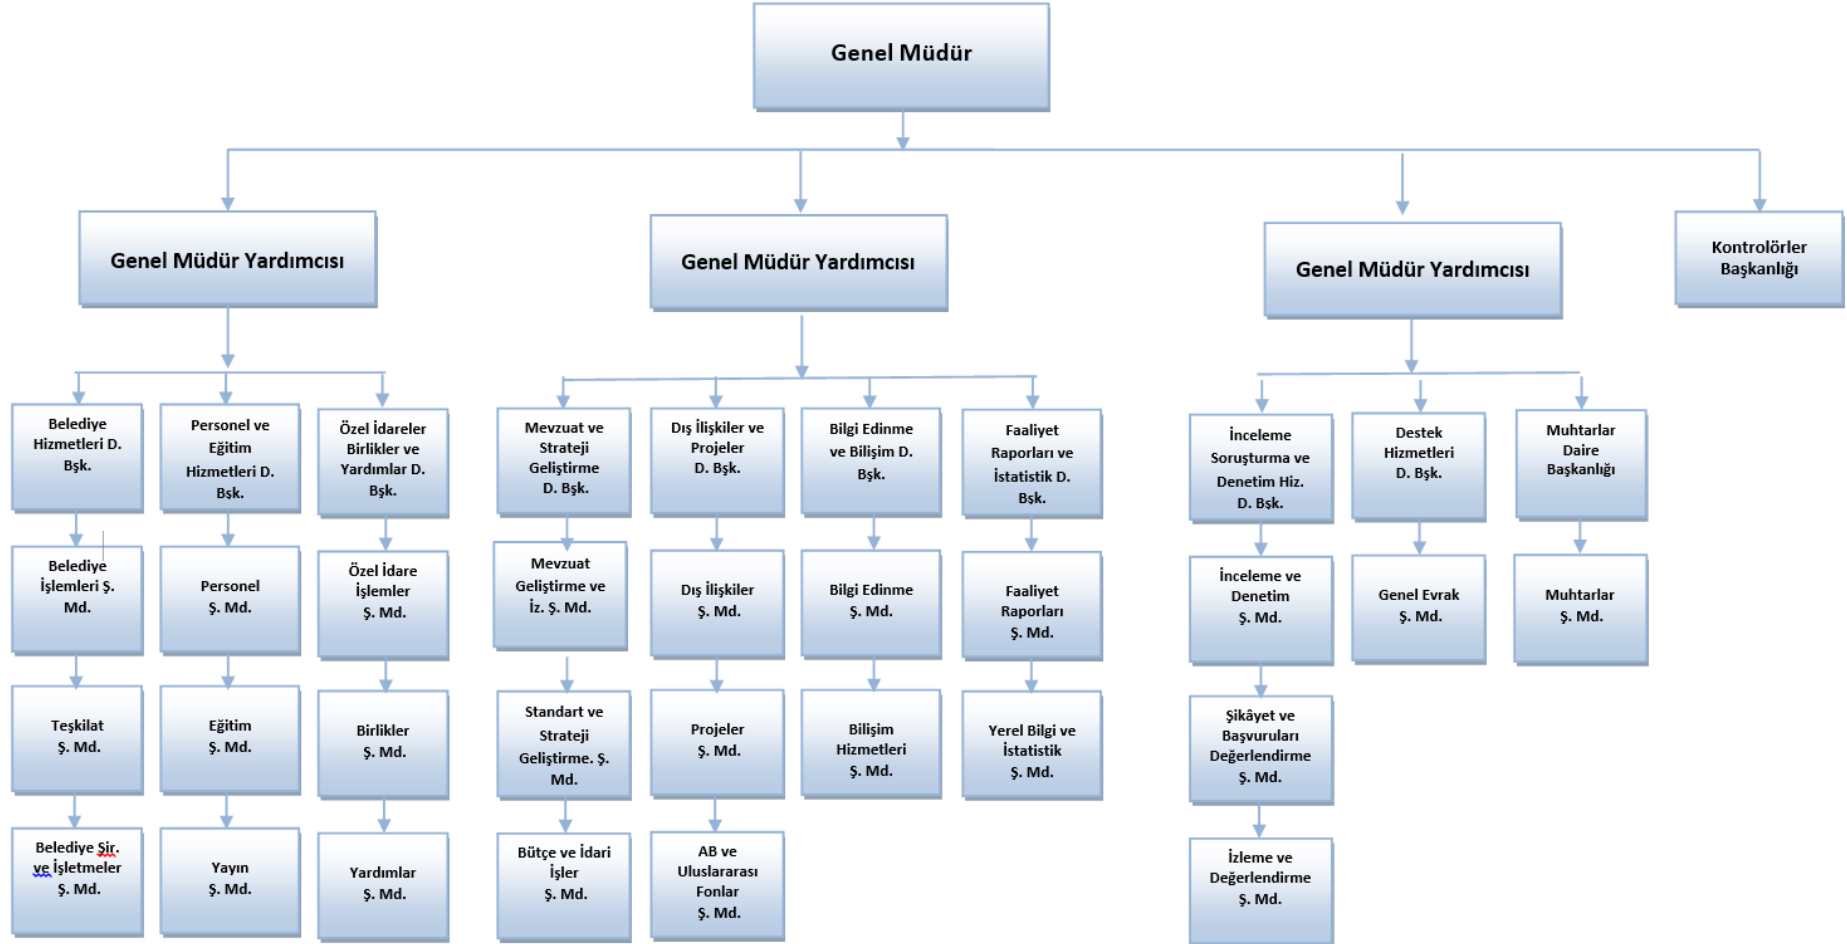 Genel Müdür
Genel Müdür Yardımcısı
Genel Müdür Yardımcısı
Genel Müdür Yardımcısı
Kontrolörler
Başkanlığı
Belediye
Hizmetleri D.
Bşk.
Personel ve
Eğitim
Hizmetleri D.
Bşk.
Özel İdareler
Birlikler ve
Yardımlar D.
Bşk.
Mevzuat ve
Strateji
Geliştirme
D. Bşk.
Dış İlişkiler ve
Projeler
D. Bşk.
Bilgi Edinme
ve Bilişim D.
Bşk.
Faaliyet
Raporları ve
İstatistik D.
Bşk.
İnceleme
Soruşturma ve
Denetim Hiz.
D. Bşk.
Destek
Hizmetleri
D. Bşk.
Muhtarlar
Daire
Başkanlığı
Belediye
İşlemleri Ş.
Md.
Personel
Ş. Md.
Özel İdare
İşlemler
Ş. Md.
Mevzuat
Geliştirme ve
İz. Ş. Md.
Dış İlişkiler
Ş. Md.
Bilgi Edinme
Ş. Md.
Faaliyet
Raporları
Ş. Md.
İnceleme ve
Denetim
Ş. Md.
Genel Evrak
Ş. Md.
Muhtarlar
Ş. Md.
Teşkilat
Ş. Md.
Eğitim
Ş. Md.
Birlikler
Ş. Md.
Standart ve
Strateji
Geliştirme. Ş.
Md.
Projeler
Ş. Md.
Bilişim
Hizmetleri
Ş. Md.
Yerel Bilgi ve
İstatistik
Ş. Md.
Şikâyet ve
Başvuruları
Değerlendirme
Ş. Md.
Belediye Şir.
ve İşletmeler
Ş. Md.
Yayın
Ş. Md.
Yardımlar
Ş. Md.
Bütçe ve İdari
İşler
Ş. Md.
AB ve
Uluslararası
Fonlar
Ş. Md.
İzleme ve
Değerlendirme
Ş. Md.